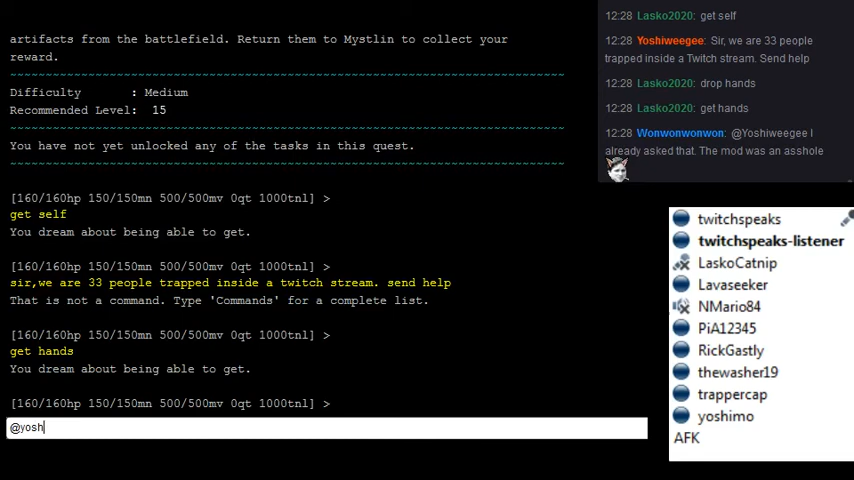 artifacts from the battlefield. Return them to Mystlin to collect your
reward.
~~~~~~~~~~~~~~~~~~~~~~~~~~~~~~~~~~~~~~~~~~~~~~~~~~~~~~~~~~~~~~~~~~~~~~~~~~~~~
Difficulty       : Medium
Recommended Level:  15
~~~~~~~~~~~~~~~~~~~~~~~~~~~~~~~~~~~~~~~~~~~~~~~~~~~~~~~~~~~~~~~~~~~~~~~~~~~~~
You have not yet unlocked any of the tasks in this quest.
~~~~~~~~~~~~~~~~~~~~~~~~~~~~~~~~~~~~~~~~~~~~~~~~~~~~~~~~~~~~~~~~~~~~~~~~~~~~~
[160/160hp 150/150mn 500/500mv 0qt 1000tnl] >
get self
You dream about being able to get.
[160/160hp 150/150mn 500/500mv 0qt 1000tnl] >
sir,we are 33 people trapped inside a twitch stream. send help
That is not a command. Type 'Commands' for a complete list.
[160/160hp 150/150mn 500/500mv 0qt 1000tnl] >
get hands
You dream about being able to get.
[160/160hp 150/150mn 500/500mv 0qt 1000tnl] >
@yosh
12:28 Lasko2020: get self
12:28 Yoshiweegee: Sir, we are 33 people
trapped inside a Twitch stream. Send help
12:28 Lasko2020: drop hands
12:28 Lasko2020: get hands
12:28 Wonwonwonwon: @Yoshiweegee I
already asked that. The mod was an asshole
twitchspeaks
twitchspeaks-listener
LaskoCatnip
Lavaseeker
NMario84
PiA12345
RickGastly
thewasher19
trappercap
yoshimo
AFK